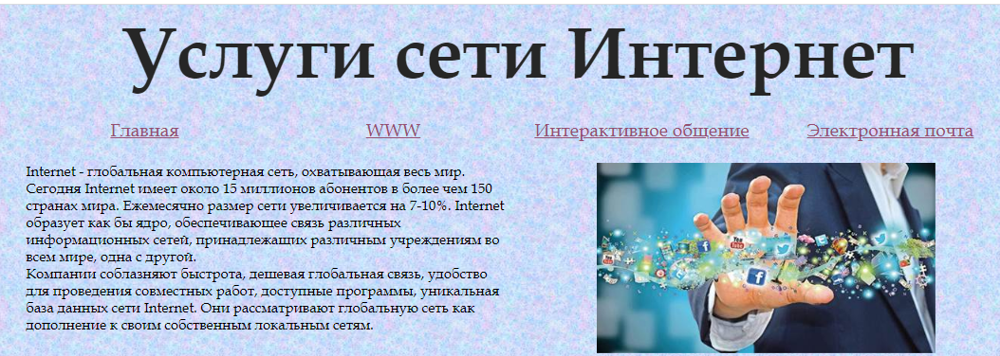 Услуги сети Интернет
Главная WWW Интерактивное общение Электронная почта
Internet - глобальная компьютерная сеть, охватывающая весь мир.
Сегодня Internet имеет около 15 миллионов абонентов в более чем 150
странах мира. Ежемесячно размер сети увеличивается на 7-10%. Internet
образует как бы ядро, обеспечивающее связь различных
информационных сетей, принадлежащих различным учреждениям во
всем мире, одна с другой.
Компании соблазняют быстрота, дешевая глобальная связь, удобство
для проведения совместных работ, доступные программы, уникальная
база данных сети Internet. Они рассматривают глобальную сеть как
дополнение к своим собственным локальным сетям.